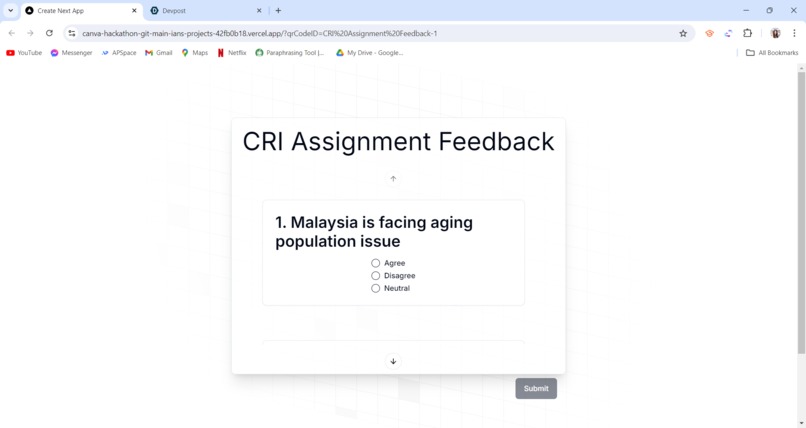 Create Next App
Devpost
canva-hackathon-git-main-ians-projects-42fb0b18.vercel.app/?qrCodeID=CRI%20Assignment%20Feedback-1
YouTube
Messenger
APSpace
Gmail
Maps
Netflix
Paraphrasing Tool |...
My Drive - Google...
All Bookmarks
CRI Assignment Feedback
1. Malaysia is facing aging
population issue
Agree
Disagree
Neutral
Submit